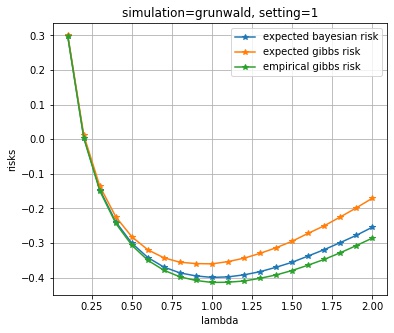 simulation=grunwald, setting=1
expected bayesian risk
expected gibbs risk
empirical gibbs risk
risks
0.3
0.2
0.1
0.0
−0.1
−0.2
−0.3
−0.4
0.25 0.50 0.75 1.00 1.25 1.50 1.75 2.00
lambda